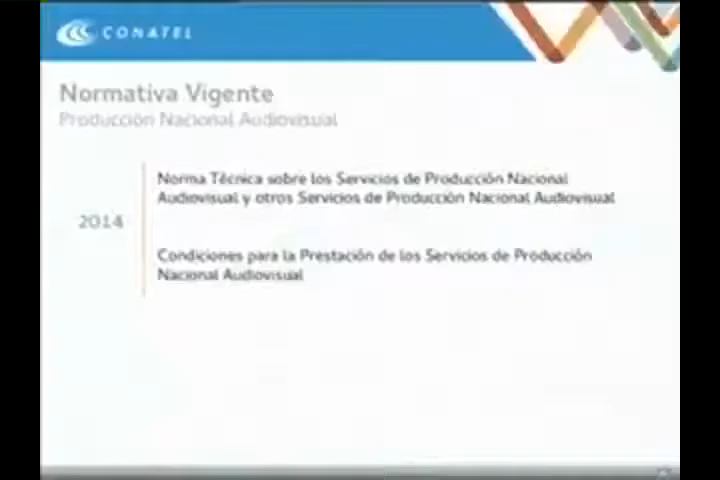 CONATEL
Normativa Vigente
Producción Nacional Audiovisual
2014
Norma Técnica sobre los Servicios de Producción Nacional
Audiovisual y otros Servicios de Producción Nacional Audiovisual
Condiciones para la Prestación de los Servicios de Producción
Nacional Audiovisual